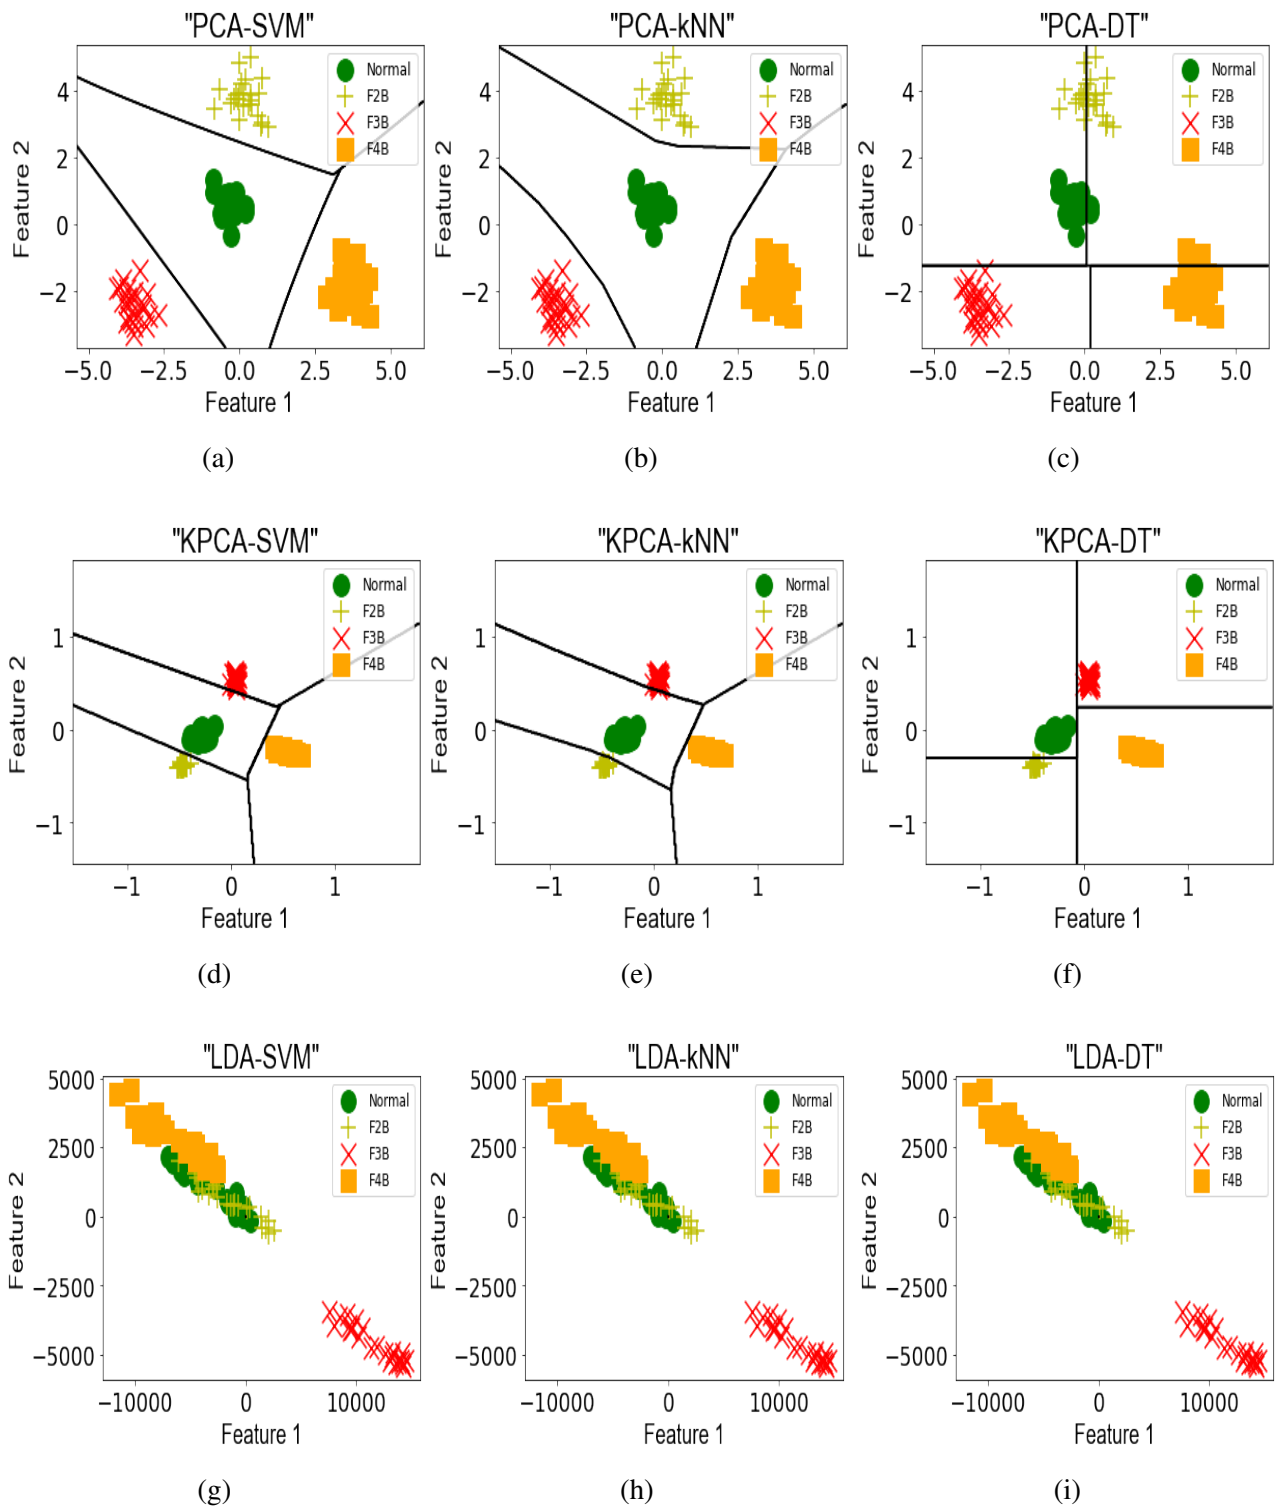 "PCA-SVM"
Normal
F2B
F3B
F4B
4
2
0
−2
−5.0 −2.5 0.0 2.5 5.0
Feature 1
Feature 2
(a)
"PCA-kNN"
Normal
F2B
F3B
F4B
4
2
0
−2
−5.0 −2.5 0.0 2.5 5.0
Feature 1
Feature 2
(b)
"PCA-DT"
Normal
F2B
F3B
F4B
4
2
0
−2
−5.0 −2.5 0.0 2.5 5.0
Feature 1
Feature 2
(c)
"KPCA-SVM"
Normal
F2B
F3B
F4B
1
0
−1
−1 0 1
Feature 1
Feature 2
(d)
"KPCA-kNN"
Normal
F2B
F3B
F4B
1
0
−1
−1 0 1
Feature 1
Feature 2
(e)
"KPCA-DT"
Normal
F2B
F3B
F4B
1
0
−1
−1 0 1
Feature 1
Feature 2
(f)
"LDA-SVM"
Normal
F2B
F3B
F4B
5000
2500
0
−2500
−5000
−10000 0 10000
Feature 1
Feature 2
(g)
"LDA-kNN"
Normal
F2B
F3B
F4B
5000
2500
0
−2500
−5000
−10000 0 10000
Feature 1
Feature 2
(h)
"LDA-DT"
Normal
F2B
F3B
F4B
5000
2500
0
−2500
−5000
−10000 0 10000
Feature 1
Feature 2
(i)